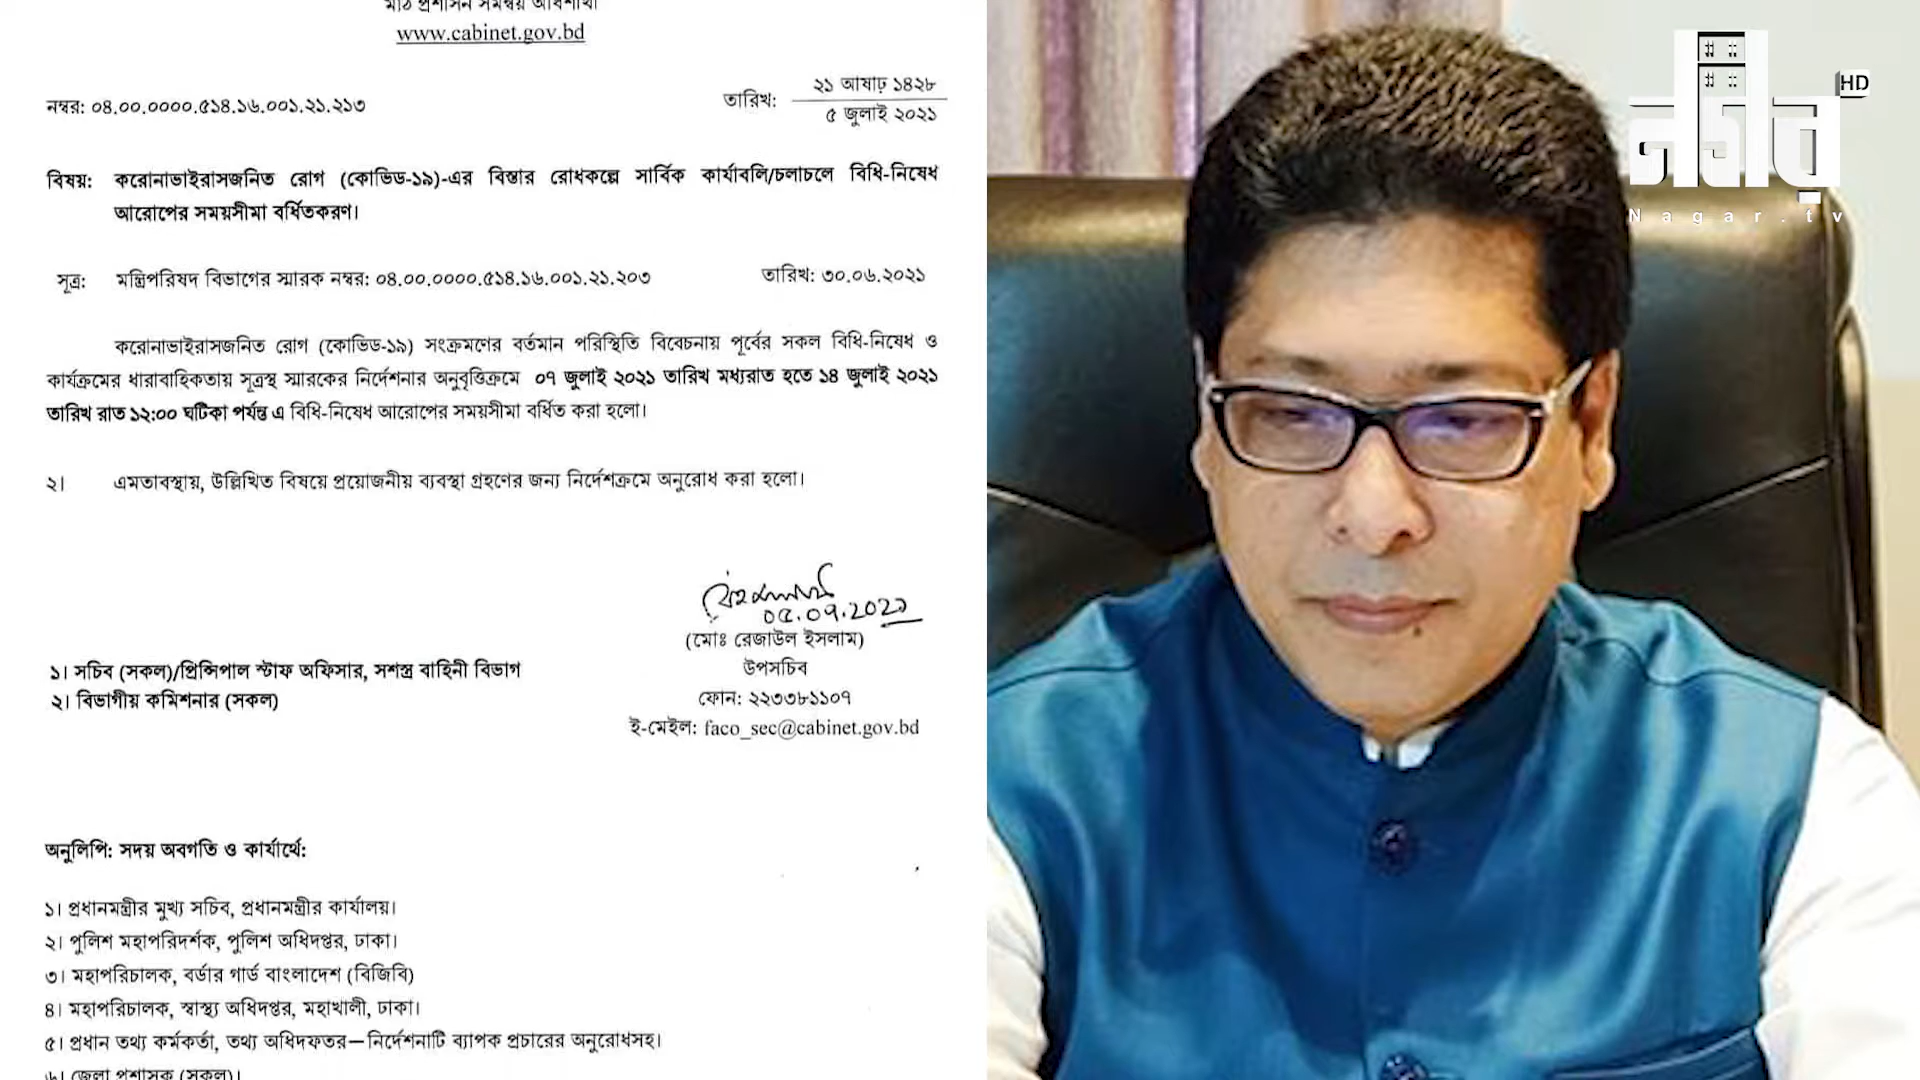 মাঠ প্রশাসন সমন্বয় অধিশাখা
www.cabinet.gov.bd
নম্বর: ০৪.০০.০০০০.৫১৪.১৬.০০১.২১.২১৩
তারিখ: ২১ আষাঢ় ১৪২৮
৫ জুলাই ২০২১
বিষয়: করোনাভাইরাসজনিত রোগ (কোভিড-১৯)-এর বিস্তার রোধকল্পে সার্বিক কার্যাবলি/চলাচলে বিধি-নিষেধ
আরোপের সময়সীমা বর্ধিতকরণ।
সূত্র: মন্ত্রিপরিষদ বিভাগের স্মারক নম্বর: ০৪.০০.০০০০.৫১৪.১৬.০০১.২১.২০৩ তারিখ: ৩০.০৬.২০২১
করোনাভাইরাসজনিত রোগ (কোভিড-১৯) সংক্রমণের বর্তমান পরিস্থিতি বিবেচনায় পূর্বের সকল বিধি-নিষেধ ও
কার্যক্রমের ধারাবাহিকতায় সূত্রস্থ স্মারকের নির্দেশনার অনুবৃত্তিক্রমে ০৭ জুলাই ২০২১ তারিখ মধ্যরাত হতে ১৪ জুলাই ২০২১
তারিখ রাত ১২:০০ ঘটিকা পর্যন্ত এ বিধি-নিষেধ আরোপের সময়সীমা বর্ধিত করা হলো।
২। এমতাবস্থায়, উল্লিখিত বিষয়ে প্রয়োজনীয় ব্যবস্থা গ্রহণের জন্য নির্দেশক্রমে অনুরোধ করা হলো।
০৫.০৭.২০২১
(মোঃ রেজাউল ইসলাম)
উপসচিব
ফোন: ২২৩৩৮১১০৭
ই-মেইল: faco_sec@cabinet.gov.bd
১। সচিব (সকল)/প্রিন্সিপাল স্টাফ অফিসার, সশস্ত্র বাহিনী বিভাগ
২। বিভাগীয় কমিশনার (সকল)
অনুলিপি: সদয় অবগতি ও কার্যার্থে:
১। প্রধানমন্ত্রীর মুখ্য সচিব, প্রধানমন্ত্রীর কার্যালয়।
২। পুলিশ মহাপরিদর্শক, পুলিশ অধিদপ্তর, ঢাকা।
৩। মহাপরিচালক, বর্ডার গার্ড বাংলাদেশ (বিজিবি)
৪। মহাপরিচালক, স্বাস্থ্য অধিদপ্তর, মহাখালী, ঢাকা।
৫। প্রধান তথ্য কর্মকর্তা, তথ্য অধিদফতর—নির্দেশনাটি ব্যাপক প্রচারের অনুরোধসহ।
৬। জেলা প্রশাসক (সকল)।
নাগরিক
HD
Nagar.tv